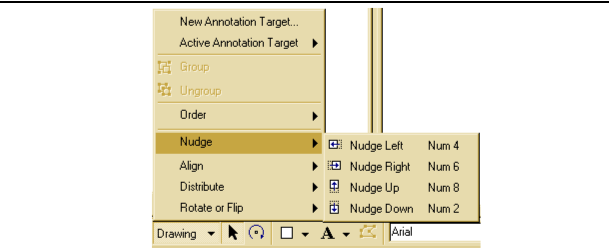 New Annotation Target...
Active Annotation Target
Group
Ungroup
Order
Nudge
Nudge Left Num 4
Align
Nudge Right Num 6
Distribute
Nudge Up Num 8
Rotate or Flip
Nudge Down Num 2
Drawing A Arial